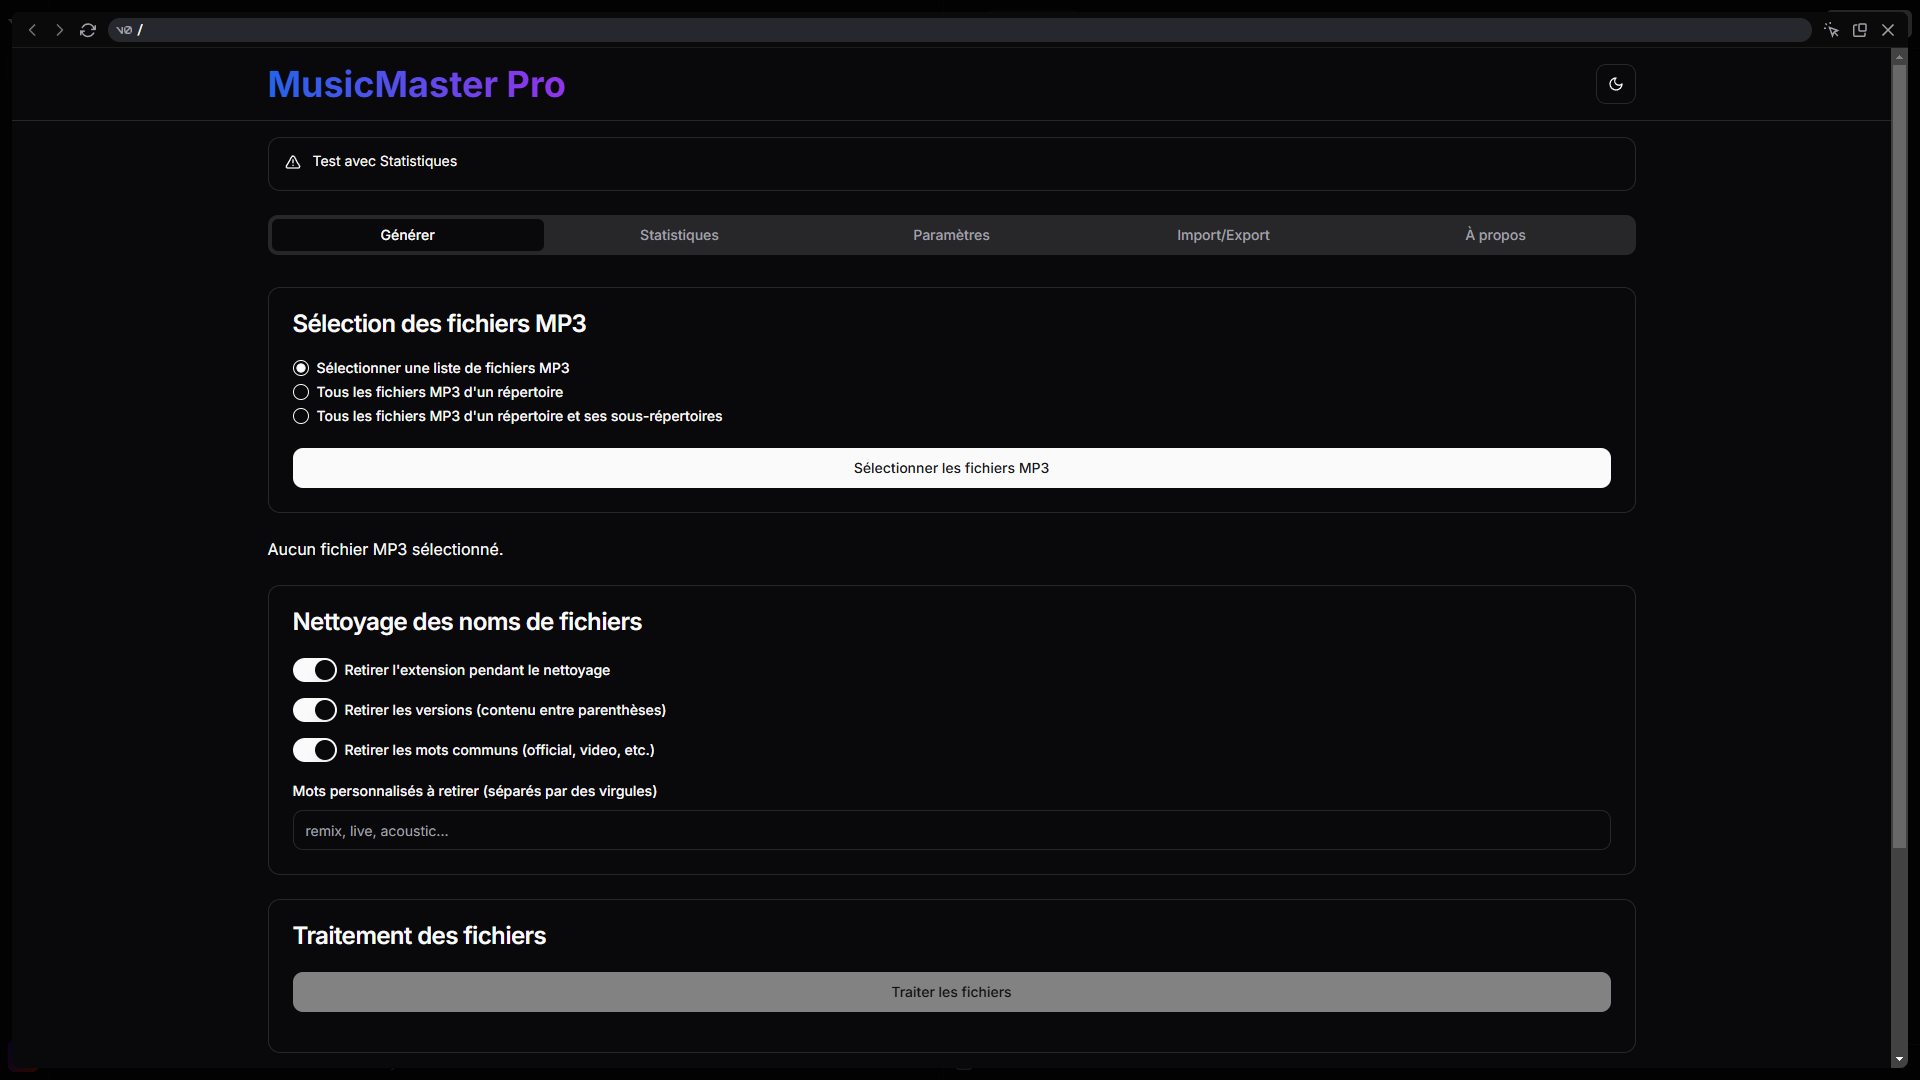 v0 /
MusicMaster Pro
Test avec Statistiques
Générer
Statistiques
Paramètres
Import/Export
À propos
Sélection des fichiers MP3
Sélectionner une liste de fichiers MP3
Tous les fichiers MP3 d'un répertoire
Tous les fichiers MP3 d'un répertoire et ses sous-répertoires
Sélectionner les fichiers MP3
Aucun fichier MP3 sélectionné.
Nettoyage des noms de fichiers
Retirer l'extension pendant le nettoyage
Retirer les versions (contenu entre parenthèses)
Retirer les mots communs (official, video, etc.)
Mots personnalisés à retirer (séparés par des virgules)
remix, live, acoustic...
Traitement des fichiers
Traiter les fichiers